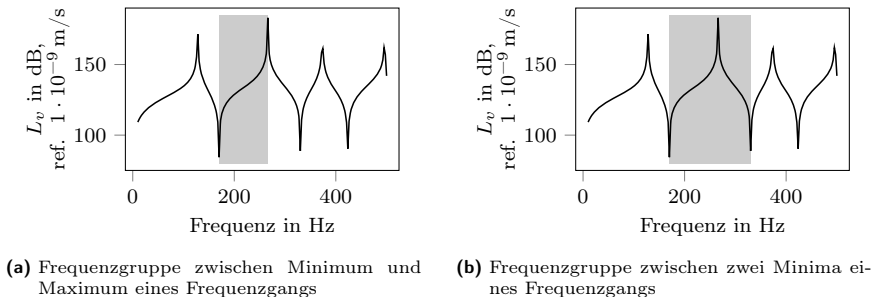 150
100
0
200
400
Frequenz in Hz
L_v in dB,
ref. 1 · 10⁻⁹ m/s
(a) Frequenzgruppe zwischen Minimum und
Maximum eines Frequenzgangs
150
100
0
200
400
Frequenz in Hz
L_v in dB,
ref. 1 · 10⁻⁹ m/s
(b) Frequenzgruppe zwischen zwei Minima ei-
nes Frequenzgangs